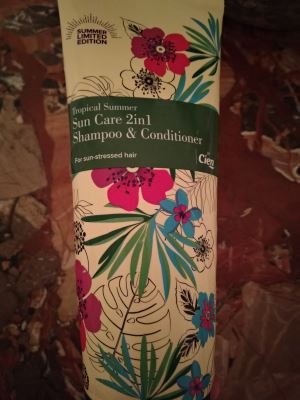 SUMMER
LIMITED
EDITION
Tropical Summer
Sun Care 2in1
Shampoo & Conditioner
For sun-stressed hair
Cien